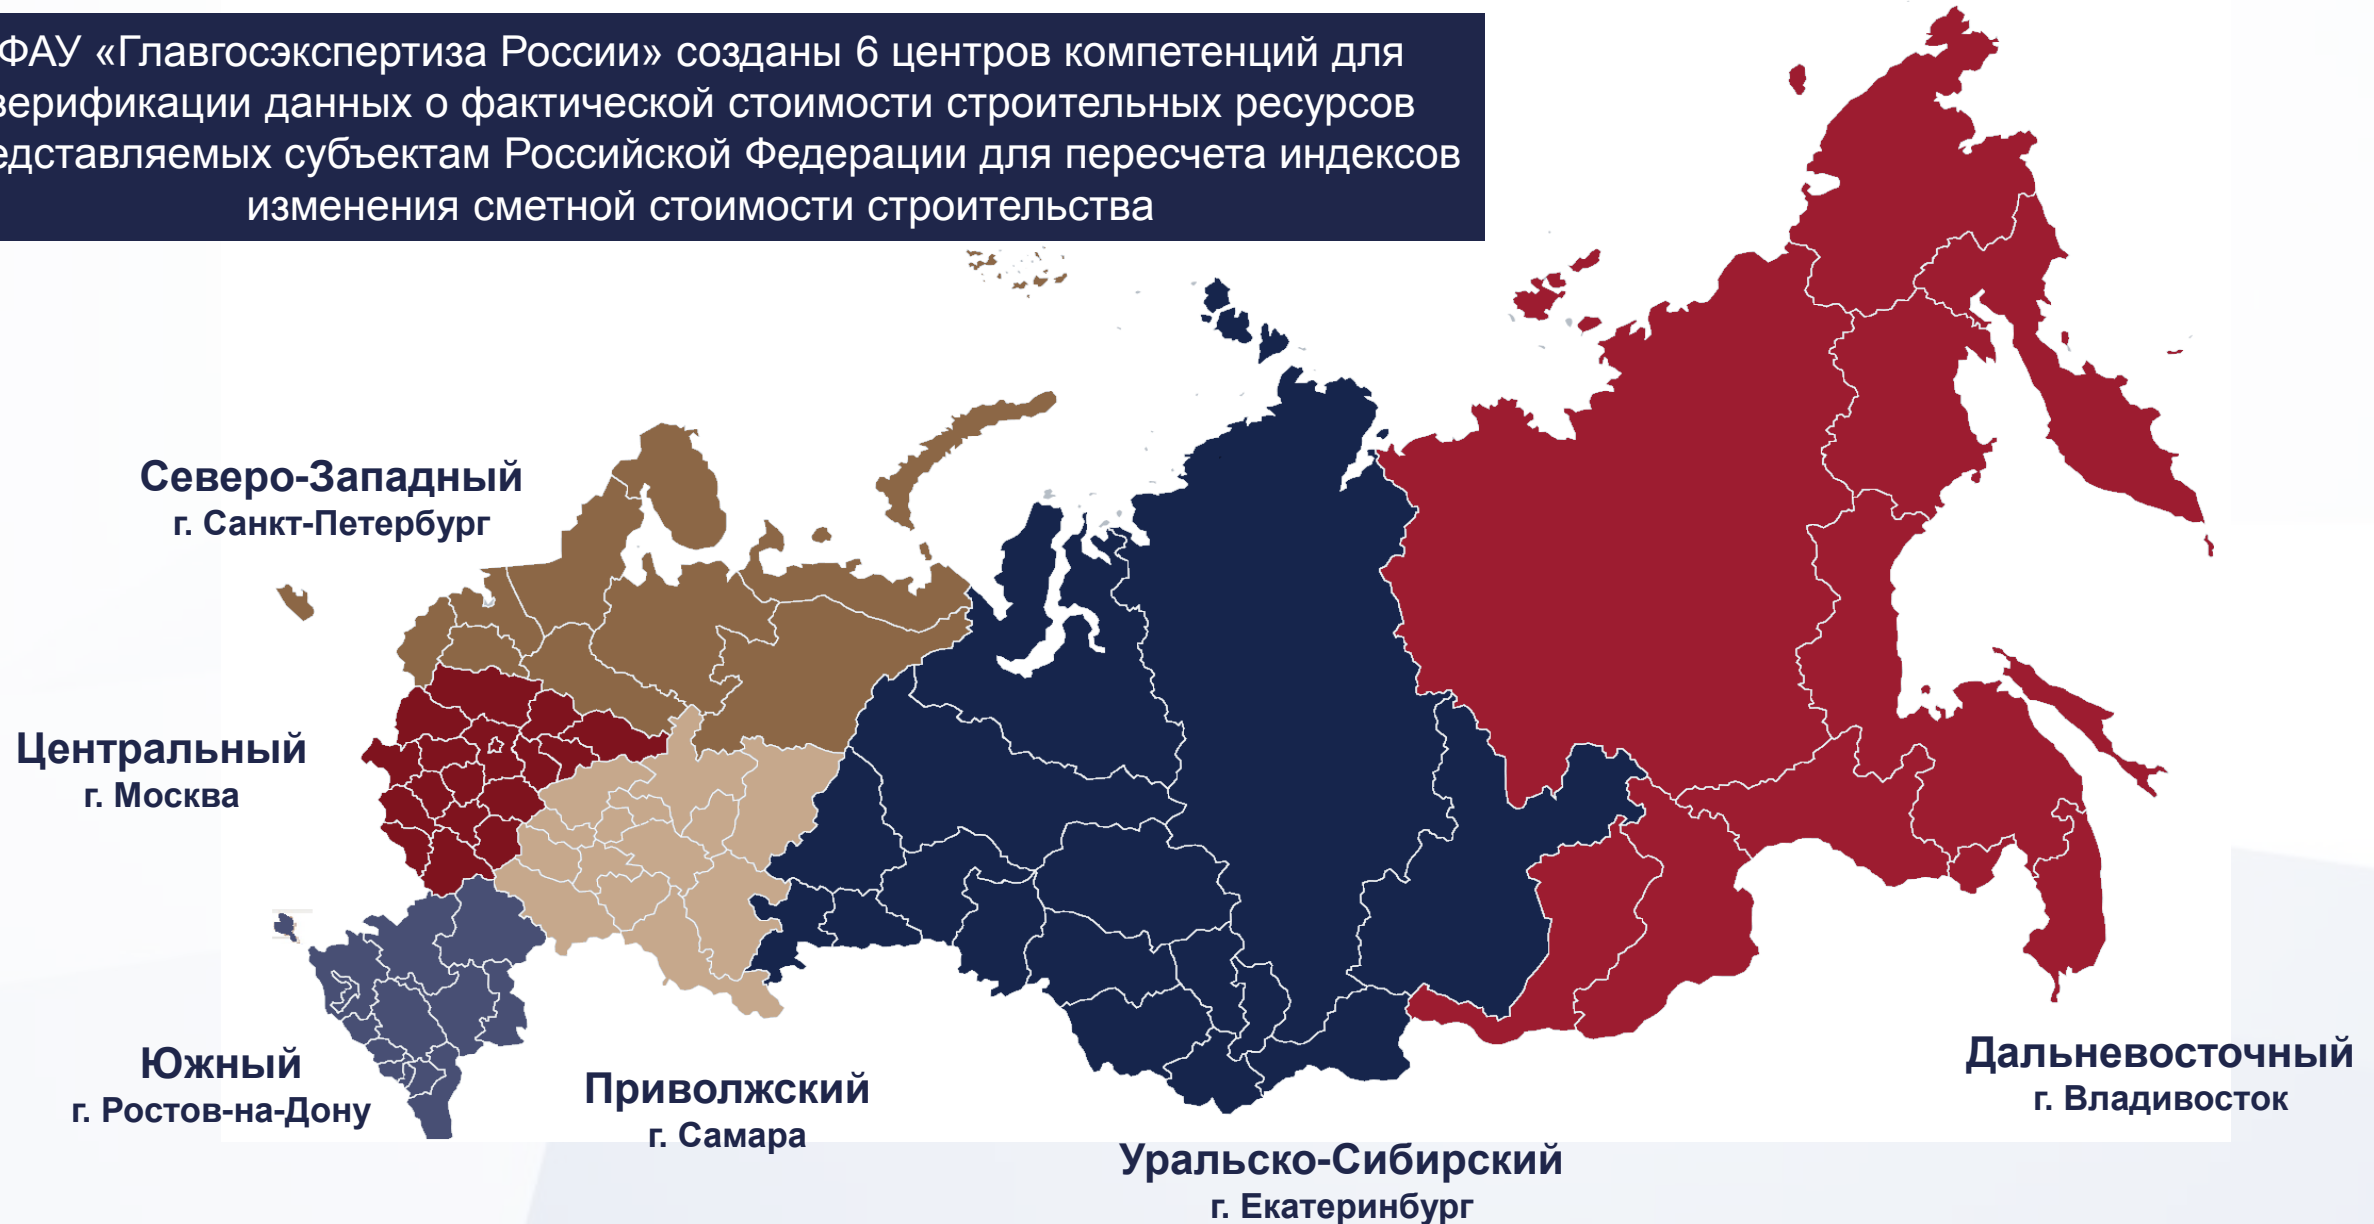 ФАУ «Главгосэкспертиза России» созданы 6 центров компетенций для
верификации данных о фактической стоимости строительных ресурсов
субъектам Российской Федерации для пересчета индексов
изменения сметной стоимости строительства
Северо-Западный
г. Санкт-Петербург
Центральный
г. Москва
Южный
г. Ростов-на-Дону
Приволжский
г. Самара
Уральско-Сибирский
г. Екатеринбург
Дальневосточный
г. Владивосток